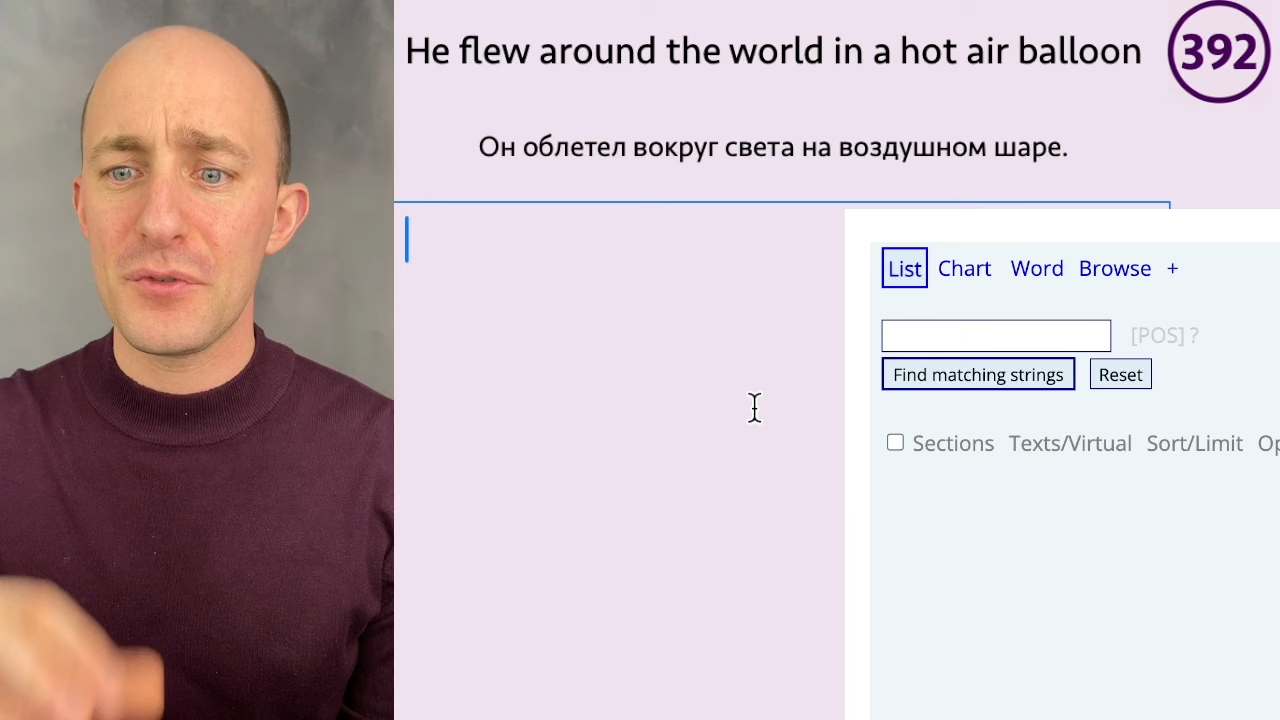 He flew around the world in a hot air balloon
392
Он облетел вокруг света на воздушном шаре.
List Chart Word Browse +
[POS] ?
Find matching strings Reset
Sections Texts/Virtual Sort/Limit Op